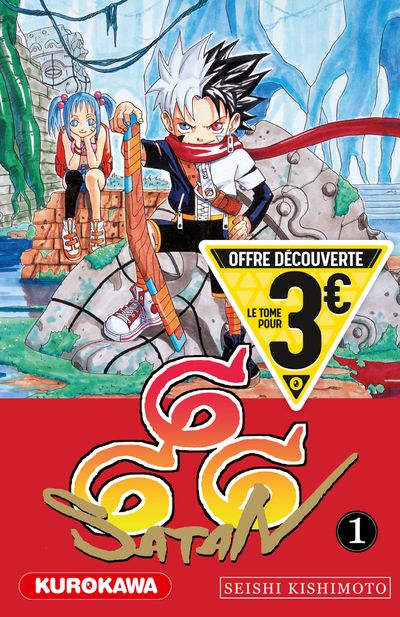 OFFRE DÉCOUVERTE
LE TOME
POUR
3€
666
SATAN
1
KUROKAWA
SEISHI KISHIMOTO